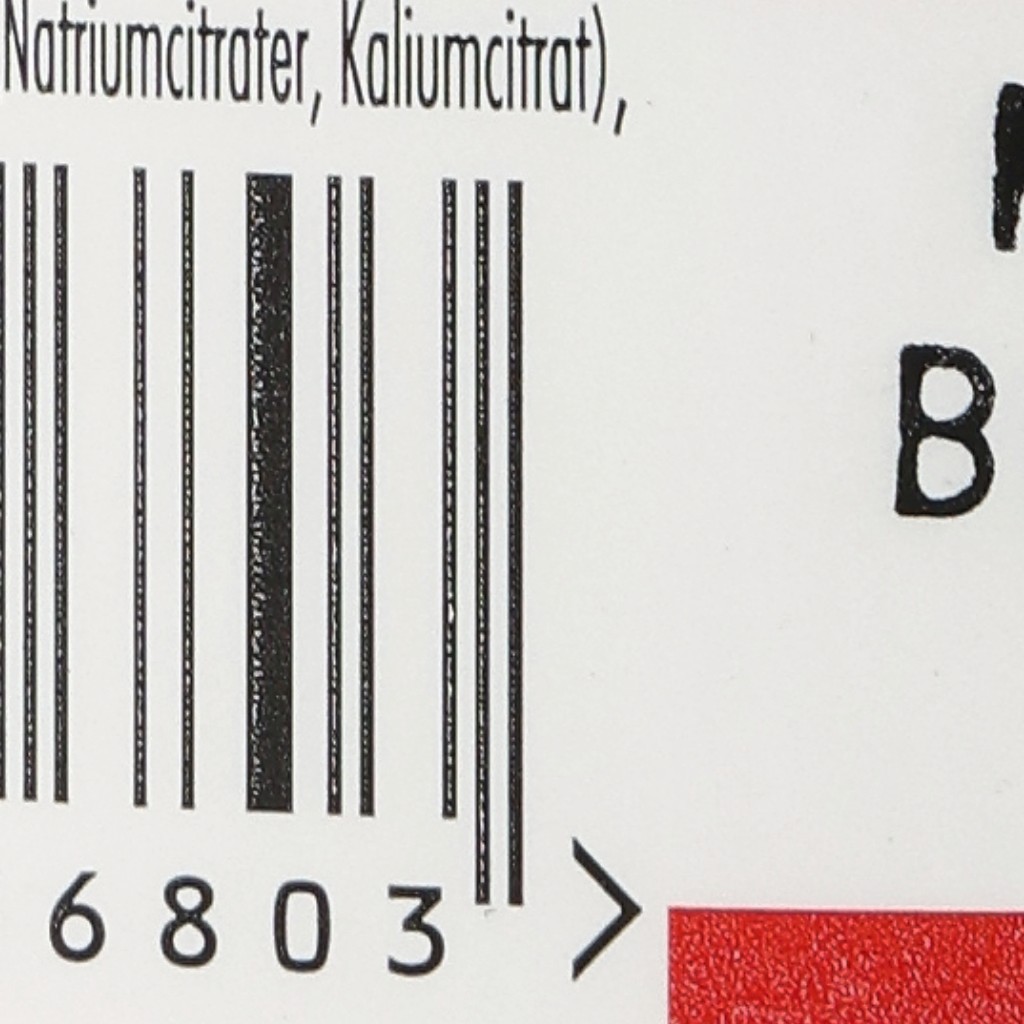 Natriumcitrater, Kaliumcitrat),
B
6803 >